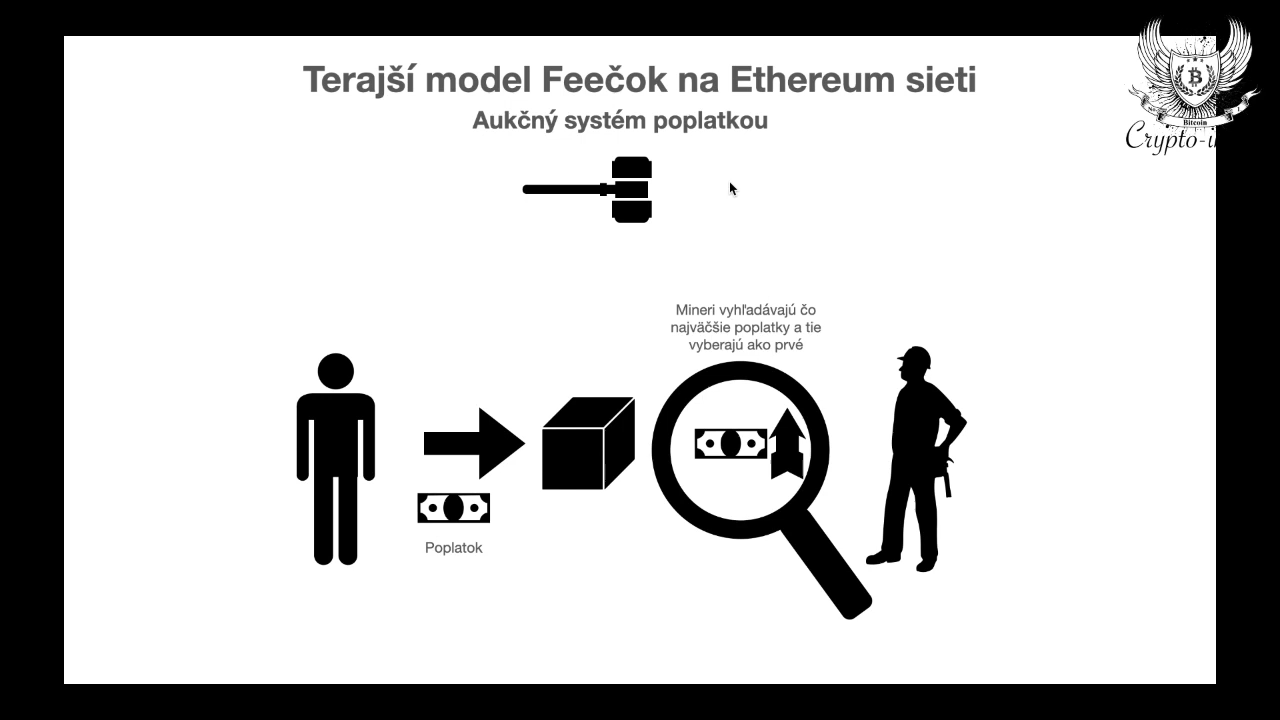 Terajší model Feečok na Ethereum sieti
Aukčný systém poplatkou
Bitcoin
Crypto-i
Mineri vyhľadávajú čo
najväčšie poplatky a tie
vyberajú ako prvé
Poplatok